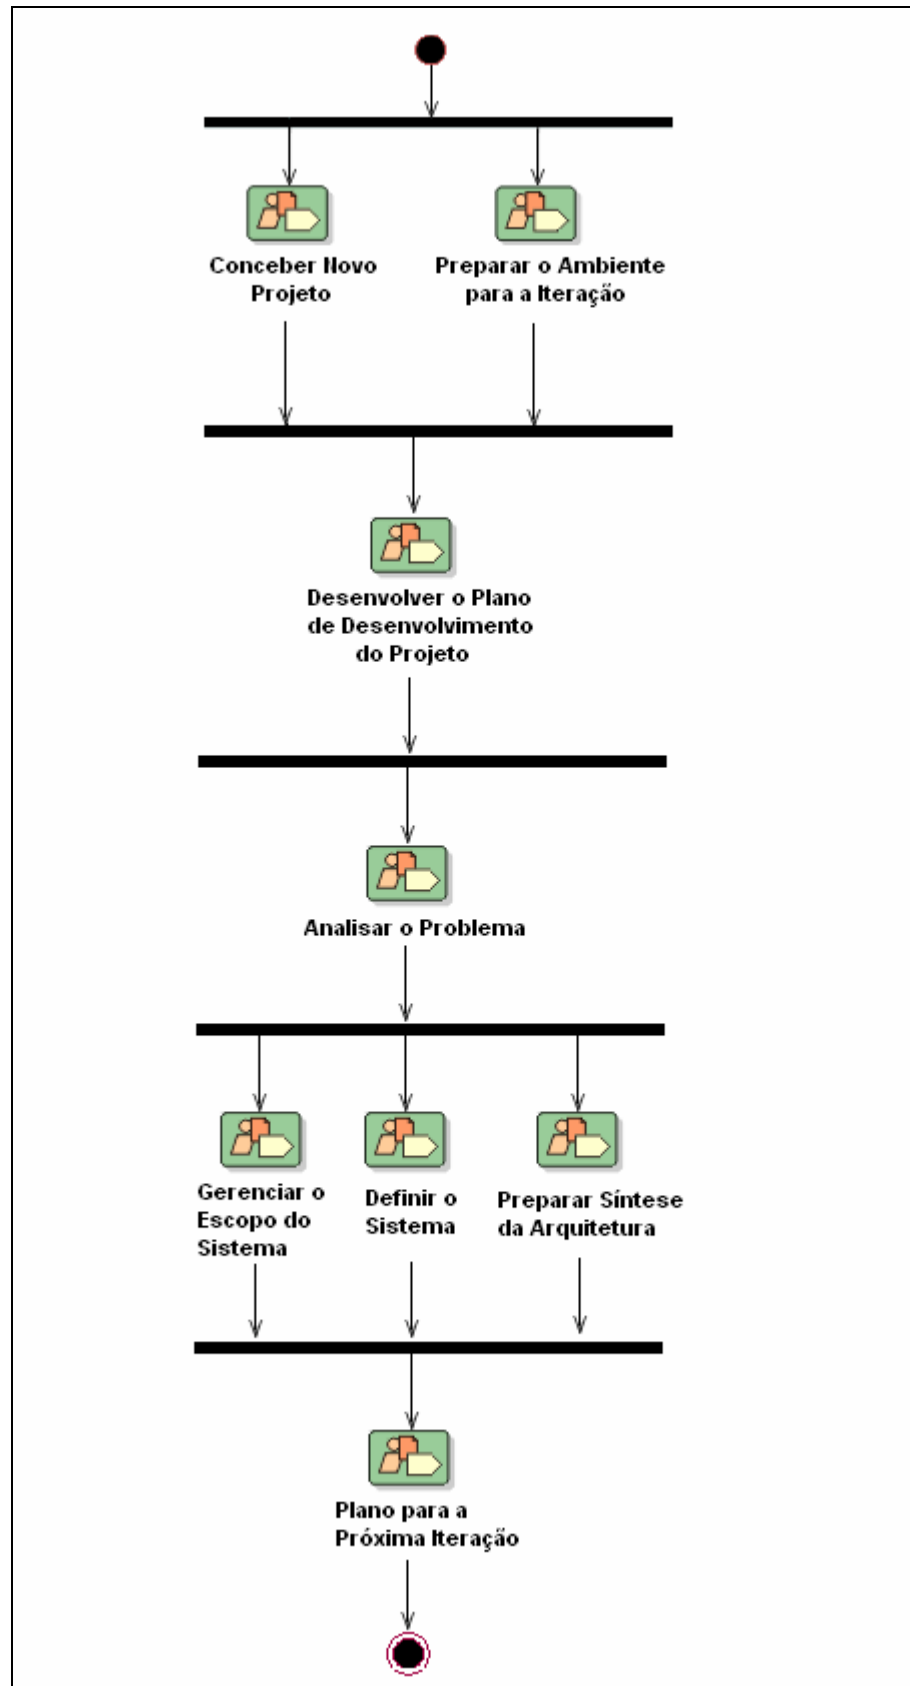 Conceber Novo
Projeto
Preparar o Ambiente
para a Iteração
Desenvolver o Plano
de Desenvolvimento
do Projeto
Analisar o Problema
Gerenciar o
Escopo do
Sistema
Definir o
Sistema
Preparar Síntese
da Arquitetura
Plano para a
Próxima Iteração